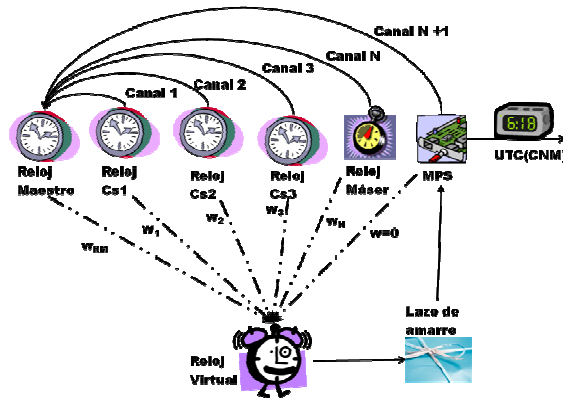 Canal N +1
Canal N
Canal 3
Canal 2
Canal 1
6:18
UTC(CNM)
Reloj
Maestro
Reloj
Cs1
Reloj
Cs2
Reloj
Cs3
Reloj
Máser
MPS
wRM
w1
w2
w3
wN
w=0
Lazo de
amarre
Reloj
Virtual